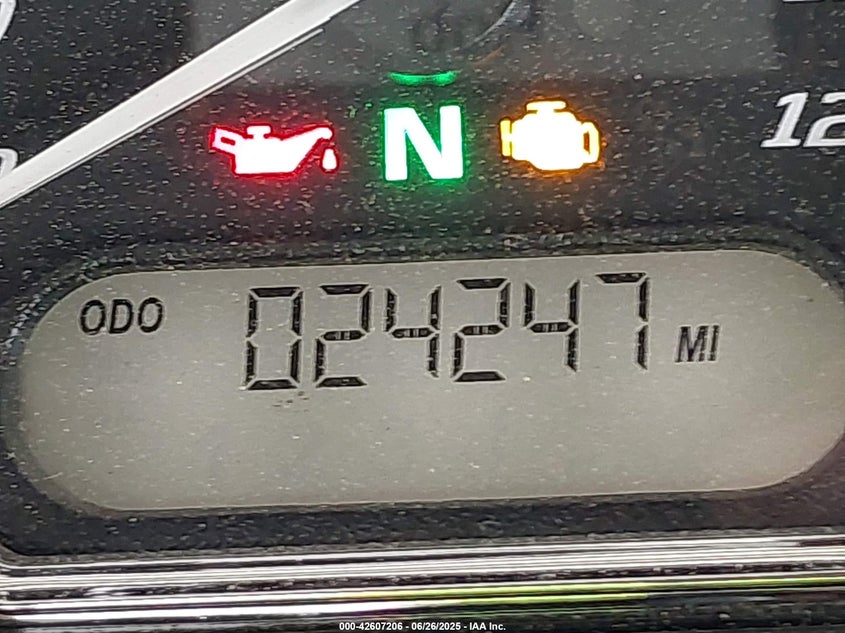 N
12
ODO 024247 MI
000-42607206 - 06/26/2025 - IAA Inc.